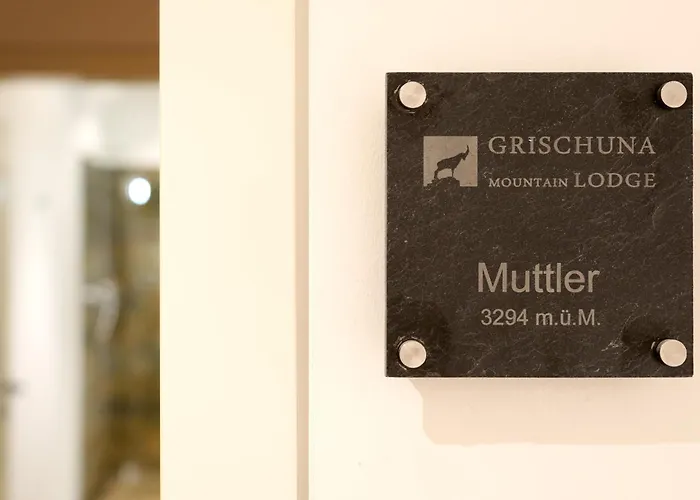 GRISCHUNA
MOUNTAIN LODGE
Muttler
3294 m.ü.M.